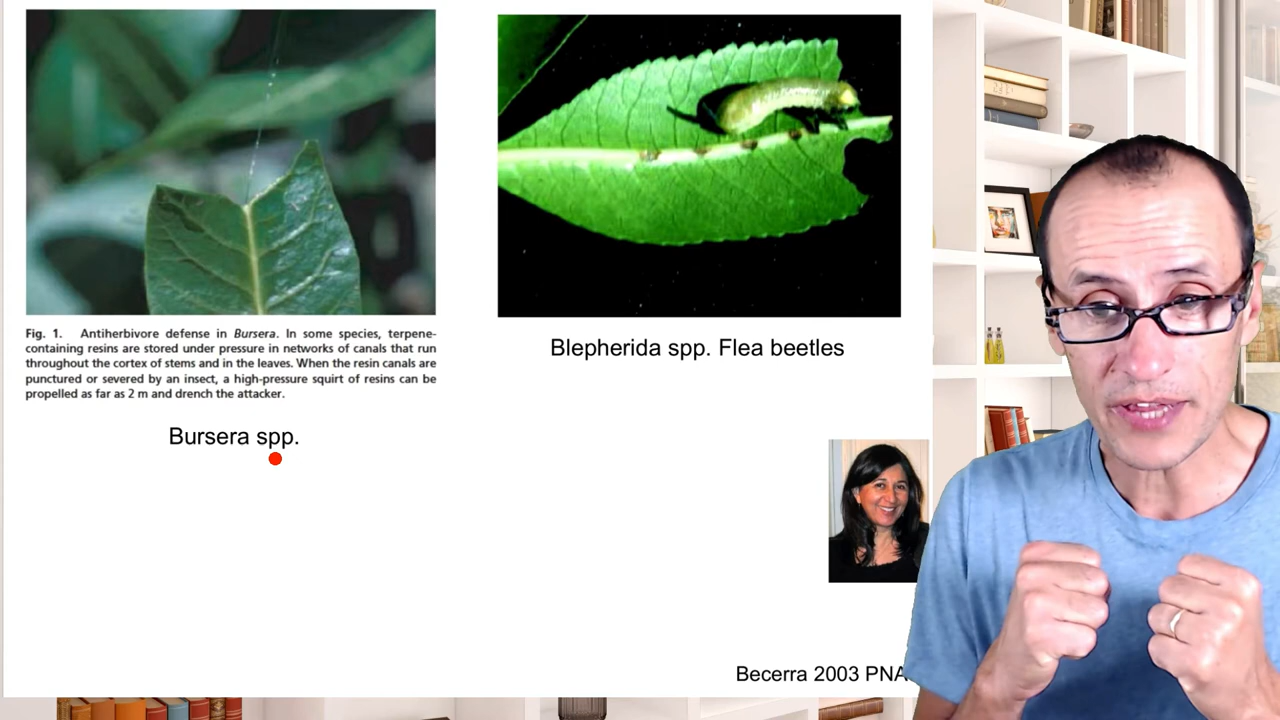 Fig. 1. Antiherbivore defense in Bursera. In some species, terpene-
containing resins are stored under pressure in networks of canals that run
throughout the cortex of stems and in the leaves. When the resin canals are
punctured or severed by an insect, a high-pressure squirt of resins can be
propelled as far as 2 m and drench the attacker.
Bursera spp.
Blepherida spp. Flea beetles
Becerra 2003 PNA